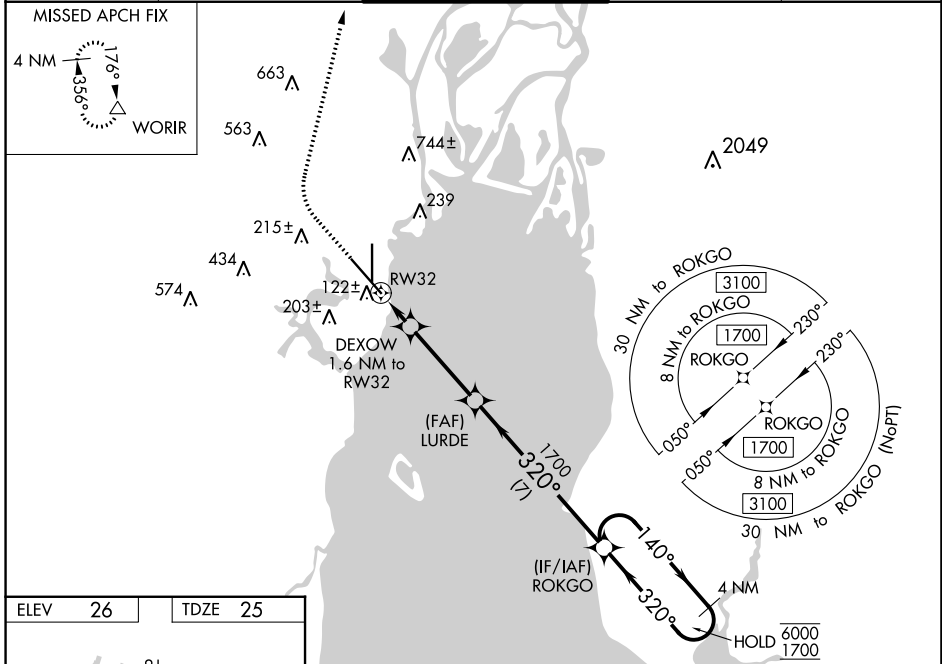 MISSED APCH FIX
4 NM
176°
356°
WORIR
663
563
744±
2049
239
215±
434
574
122±
RW32
203±
DEXOW
1.6 NM to
RW32
(FAF)
LURDE
1700
320°
(7)
(IF/IAF)
ROKGO
140°
320°
4 NM
HOLD
6000
1700
30 NM to ROKGO
3100
8 NM to ROKGO
1700
230°
ROKGO
050°
230°
ROKGO
050°
1700
8 NM to ROKGO
3100
30 NM to ROKGO (NoPT)
ELEV 26
TDZE 25